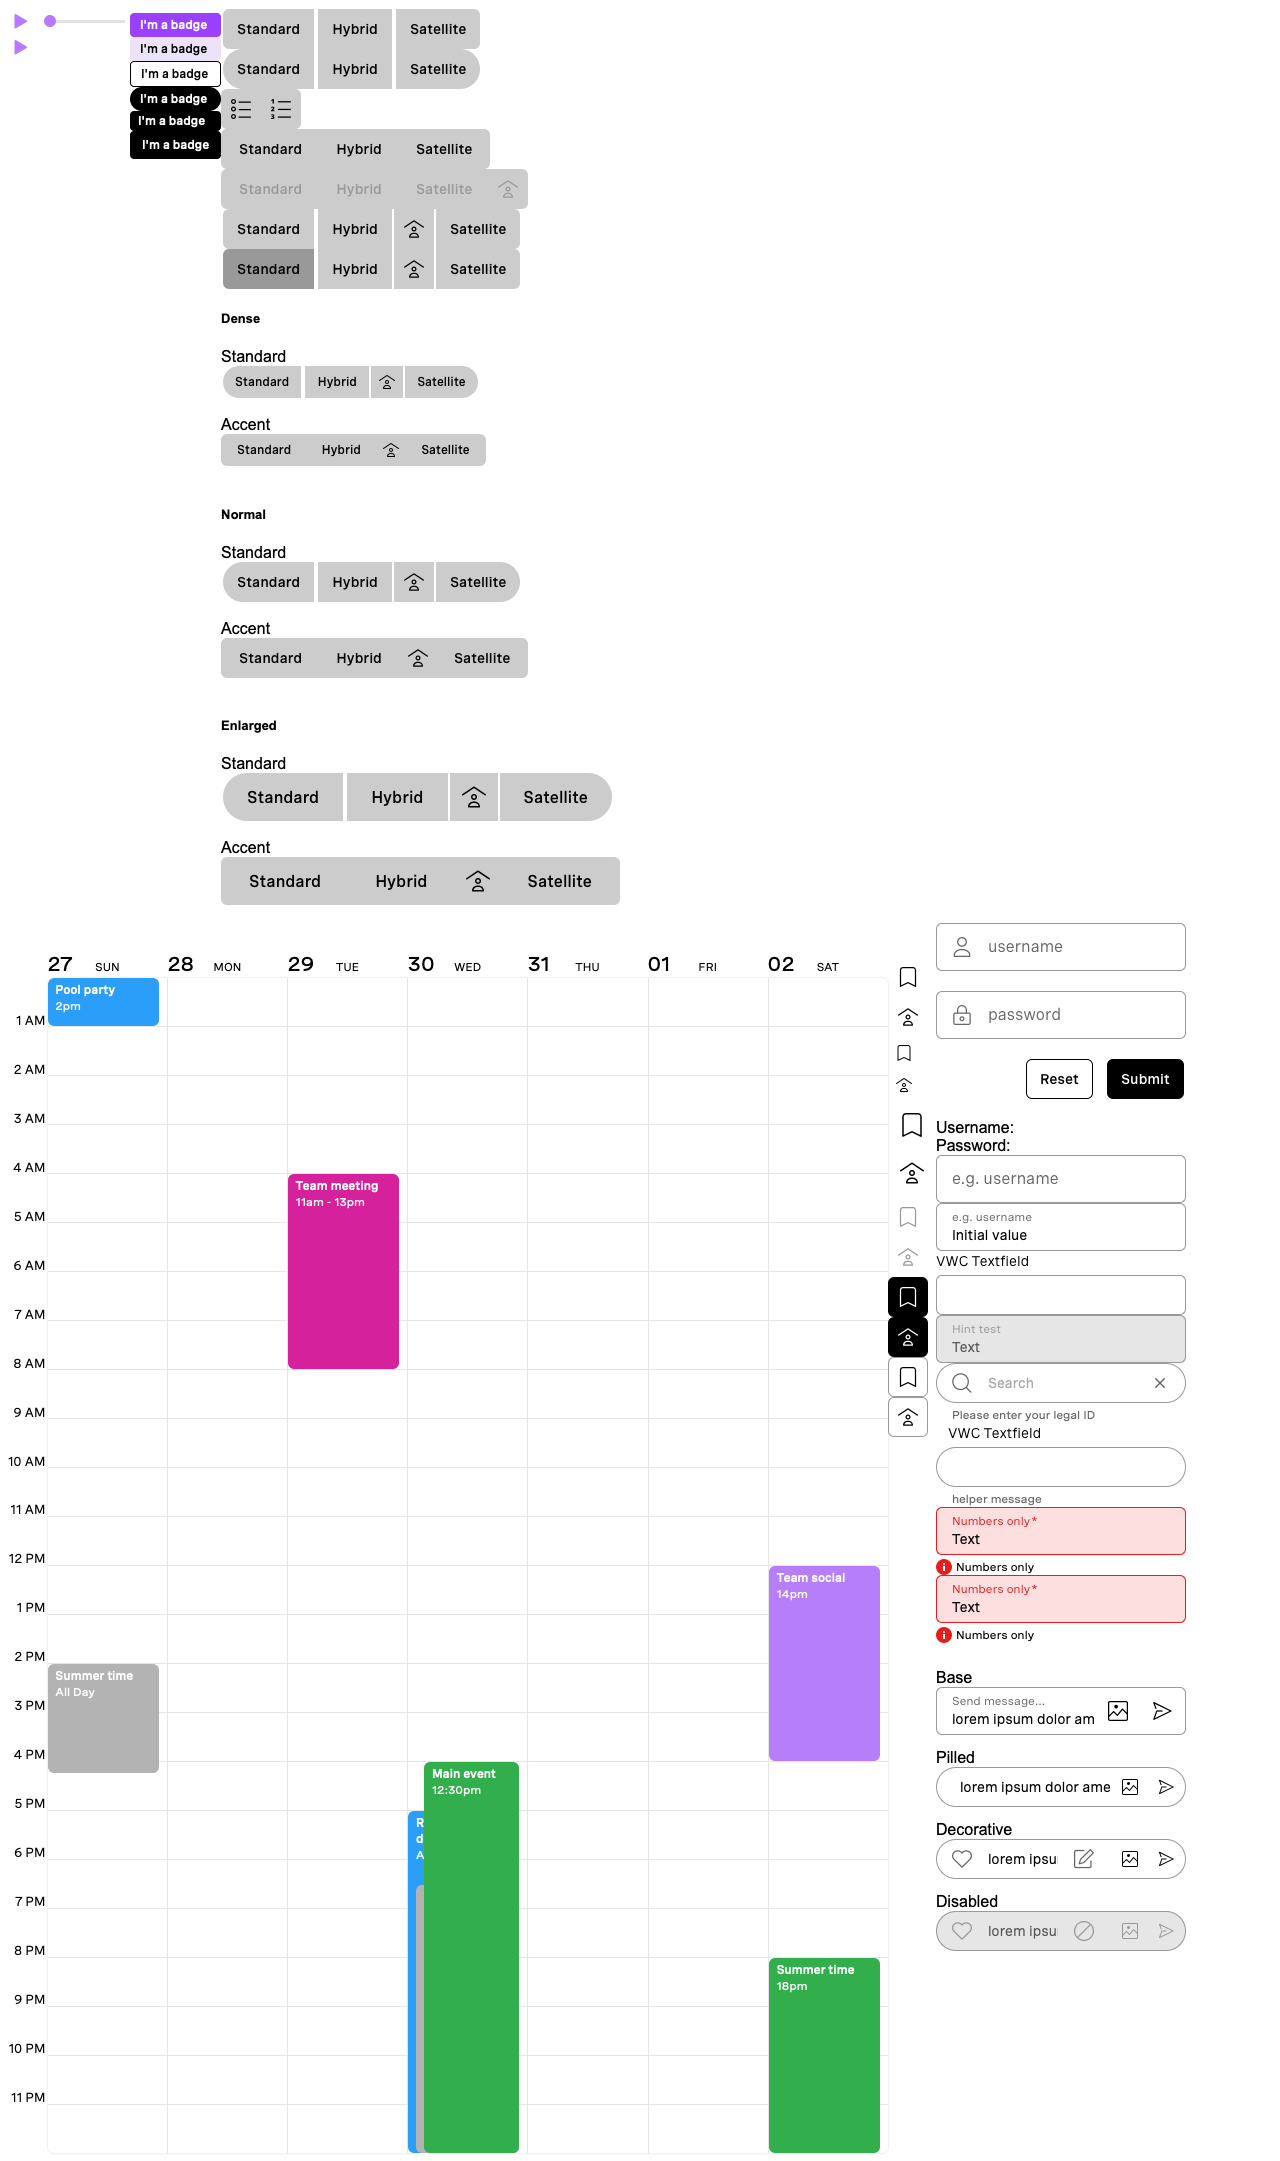 I'm a badge
I'm a badge
I'm a badge
I'm a badge
I'm a badge
I'm a badge
Standard Hybrid Satellite
Standard Hybrid Satellite
Standard Hybrid Satellite
Standard Hybrid Satellite
Standard Hybrid Satellite
Standard Hybrid Satellite
Dense
Standard
Standard Hybrid Satellite
Accent
Standard Hybrid Satellite
Normal
Standard
Standard Hybrid Satellite
Accent
Standard Hybrid Satellite
Enlarged
Standard
Standard Hybrid Satellite
Accent
Standard Hybrid Satellite
27 SUN 28 MON 29 TUE 30 WED 31 THU 01 FRI 02 SAT
Pool party
2pm
1 AM
2 AM
3 AM
4 AM
Team meeting
11am - 13pm
5 AM
6 AM
7 AM
8 AM
9 AM
10 AM
11 AM
12 PM
Team social
14pm
1 PM
2 PM
Summer time
All Day
3 PM
4 PM
Main event
12:30pm
5 PM
R
d
A
6 PM
7 PM
8 PM
Summer time
18pm
9 PM
10 PM
11 PM
username
password
Reset Submit
Username:
Password:
e.g. username
e.g. username
Initial value
VWC Textfield
Hint test
Text
Search
Please enter your legal ID
VWC Textfield
helper message
Numbers only*
Text
Numbers only
Numbers only*
Text
Numbers only
Base
Send message...
lorem ipsum dolor am
Pilled
lorem ipsum dolor ame
Decorative
lorem ipsu
Disabled
lorem ipsu